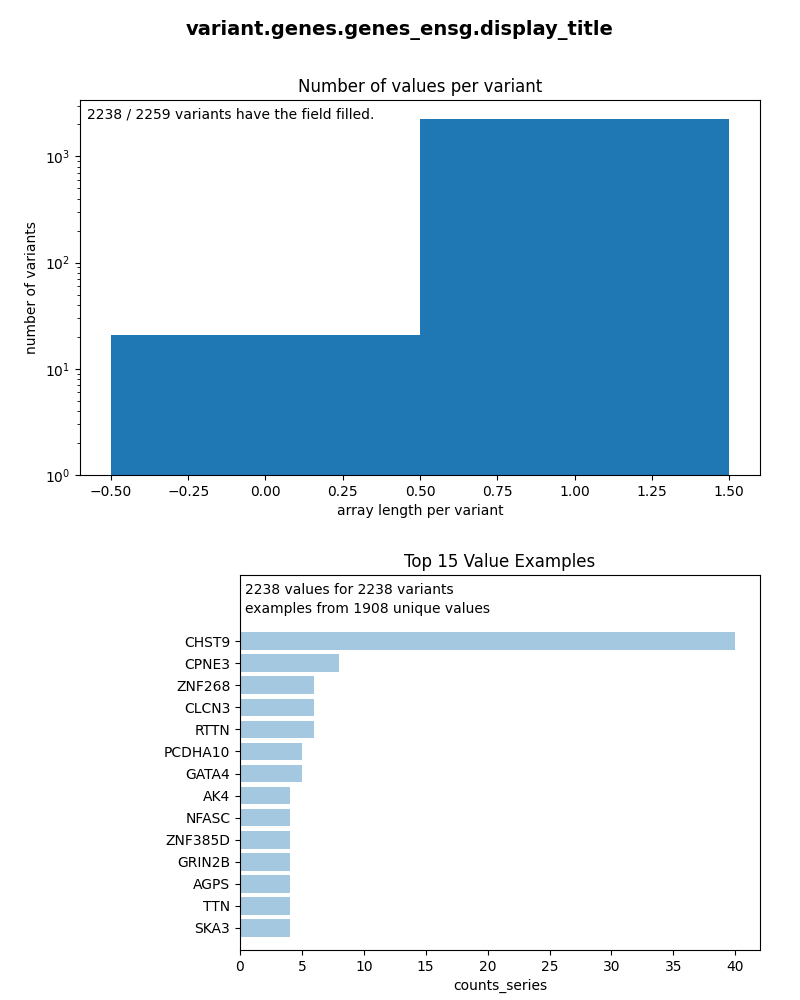 variant.genes.genes_ensg.display_title
Number of values per variant
2238 / 2259 variants have the field filled.
10³
10²
10¹
10⁰
number of variants
−0.50 −0.25 0.00 0.25 0.50 0.75 1.00 1.25 1.50
array length per variant
Top 15 Value Examples
2238 values for 2238 variants
examples from 1908 unique values
CHST9
CPNE3
ZNF268
CLCN3
RTTN
PCDHA10
GATA4
AK4
NFASC
ZNF385D
GRIN2B
AGPS
TTN
SKA3
0 5 10 15 20 25 30 35 40
counts_series